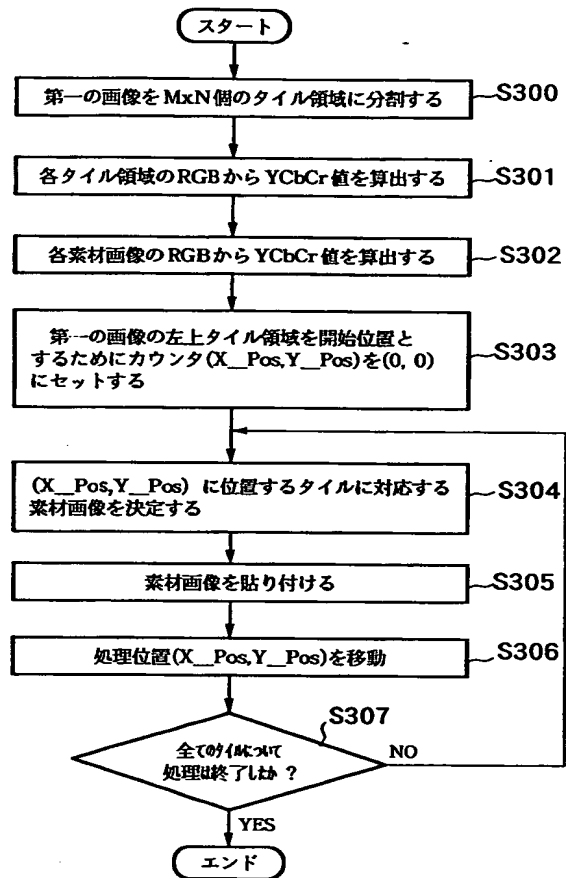 スタート
第一の画像をMxN個のタイル領域に分割する
S300
各タイル領域のRGBからYCbCr値を算出する
S301
各素材画像のRGBからYCbCr値を算出する
S302
第一の画像の左上タイル領域を開始位置と
するためにカウンタ(X__Pos,Y__Pos)を(0, 0)
にセットする
S303
(X__Pos,Y__Pos) に位置するタイルに対応する
素材画像を決定する
S304
素材画像を貼り付ける
S305
処理位置(X__Pos,Y__Pos)を移動
S306
S307
全てのタイルについて
処理は終了したか ?
NO
YES
エンド